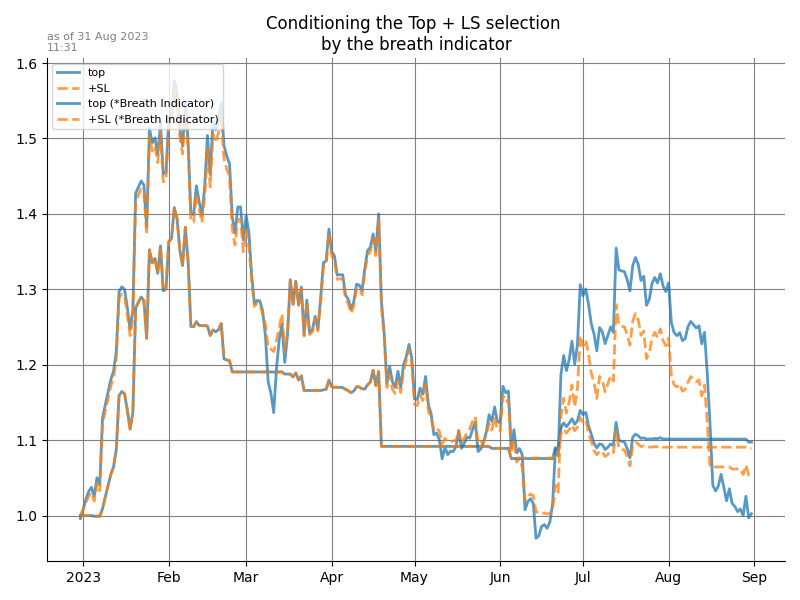 Conditioning the Top + LS selection
by the breath indicator
as of 31 Aug 2023
11:31
top
+SL
top (*Breath Indicator)
+SL (*Breath Indicator)
1.6
1.5
1.4
1.3
1.2
1.1
1.0
2023 Feb Mar Apr May Jun Jul Aug Sep